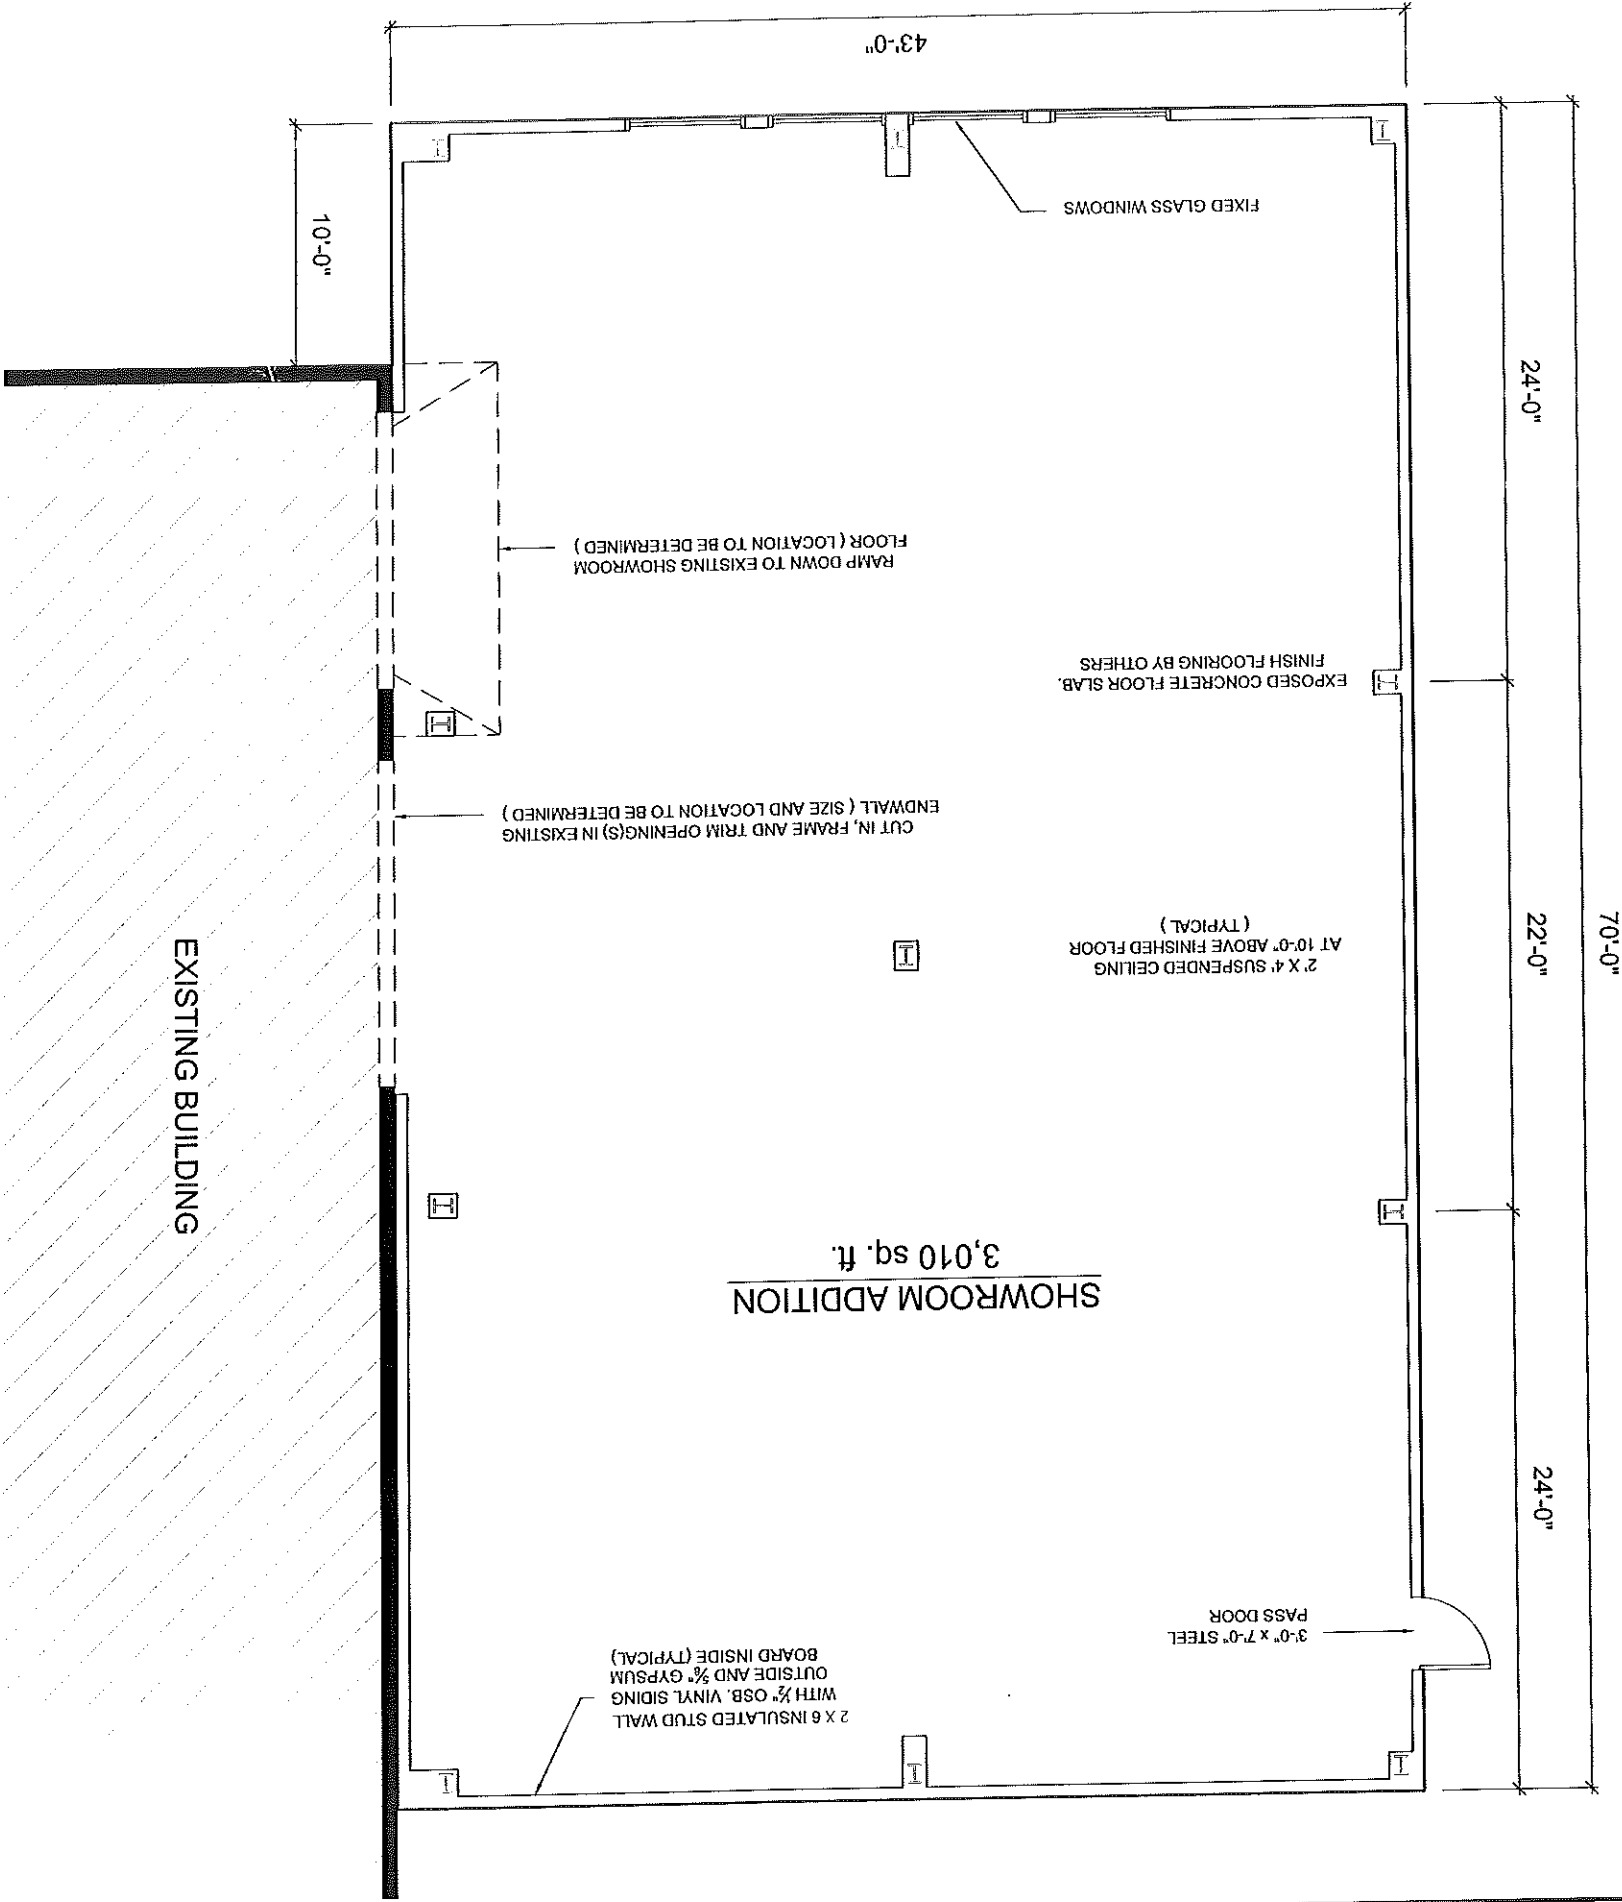 2 X 6 INSULATED STUD WALL
WITH ½" OSB. VINYL SIDING
OUTSIDE AND ⅝" GYPSUM
BOARD INSIDE (TYPICAL)
3'-0" x 7'-0" STEEL
PASS DOOR
24'-0"
SHOWROOM ADDITION
3,010 sq. ft.
EXISTING BUILDING
2' X 4' SUSPENDED CEILING
AT 10'-0" ABOVE FINISHED FLOOR
( TYPICAL )
22'-0"
70'-0"
CUT IN, FRAME AND TRIM OPENING(S) IN EXISTING
ENDWALL ( SIZE AND LOCATION TO BE DETERMINED )
EXPOSED CONCRETE FLOOR SLAB.
FINISH FLOORING BY OTHERS
RAMP DOWN TO EXISTING SHOWROOM
FLOOR ( LOCATION TO BE DETERMINED )
24'-0"
10'-0"
FIXED GLASS WINDOWS
43'-0"